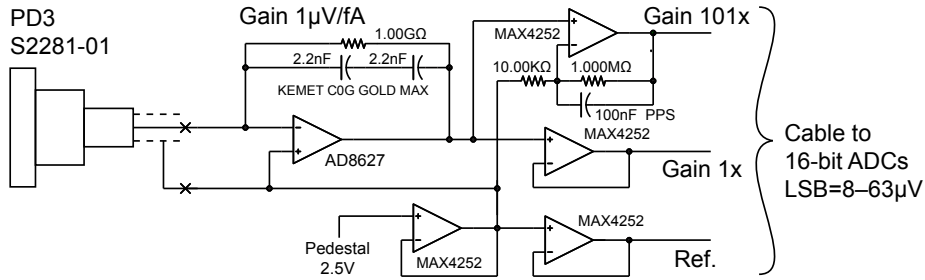 PD3
S2281-01
Gain 1µV/fA
1.00GΩ
2.2nF
2.2nF
KEMET C0G GOLD MAX
AD8627
MAX4252
Gain 101x
10.00KΩ
1.000MΩ
100nF PPS
MAX4252
Gain 1x
Cable to
16-bit ADCs
LSB=8–63µV
Pedestal
2.5V
MAX4252
MAX4252
Ref.